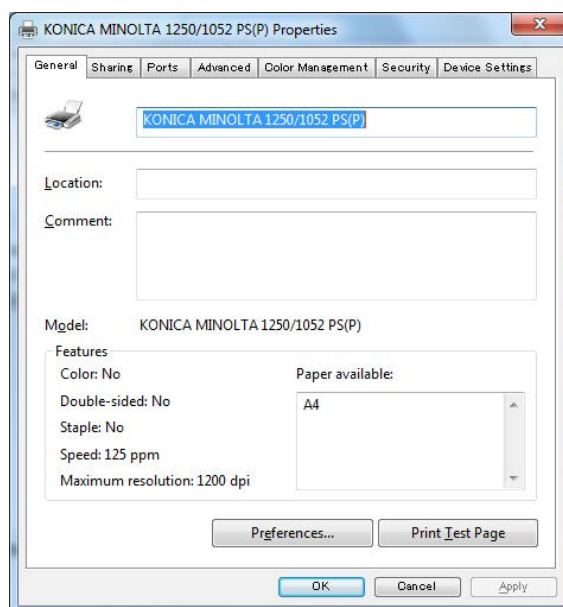 KONICA MINOLTA 1250/1052 PS(P) Properties
General Sharing Ports Advanced Color Management Security Device Settings
KONICA MINOLTA 1250/1052 PS(P)
Location:
Comment:
Model: KONICA MINOLTA 1250/1052 PS(P)
Features
Color: No Paper available:
Double-sided: No A4
Staple: No
Speed: 125 ppm
Maximum resolution: 1200 dpi
Preferences... Print Test Page
OK Cancel Apply